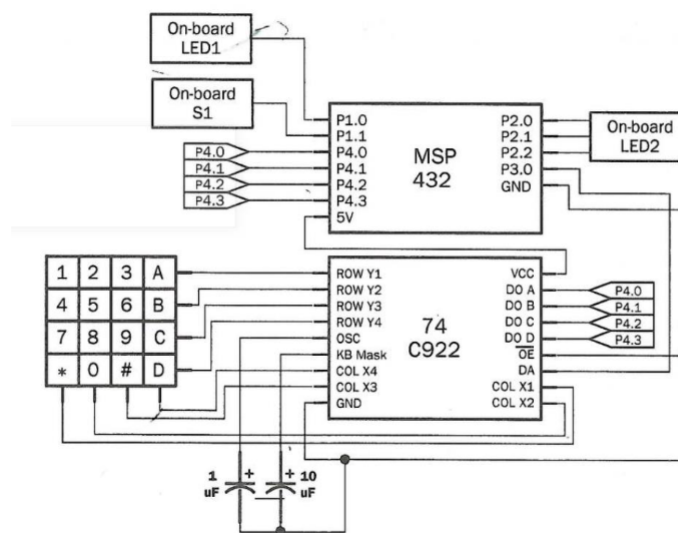 On-board
LED1
On-board
S1
P4.0
P4.1
P4.2
P4.3
P1.0
P1.1
P4.0
P4.1
P4.2
P4.3
5V
MSP
432
P2.0
P2.1
P2.2
P3.0
GND
On-board
LED2
1 2 3 A
4 5 6 B
7 8 9 C
* 0 # D
ROW Y1
ROW Y2
ROW Y3
ROW Y4
OSC
KB Mask
COL X4
COL X3
GND
74
C922
VCC
DO A
DO B
DO C
DO D
OE
DA
COL X1
COL X2
P4.0
P4.1
P4.2
P4.3
1 +
uF
+ 10
uF